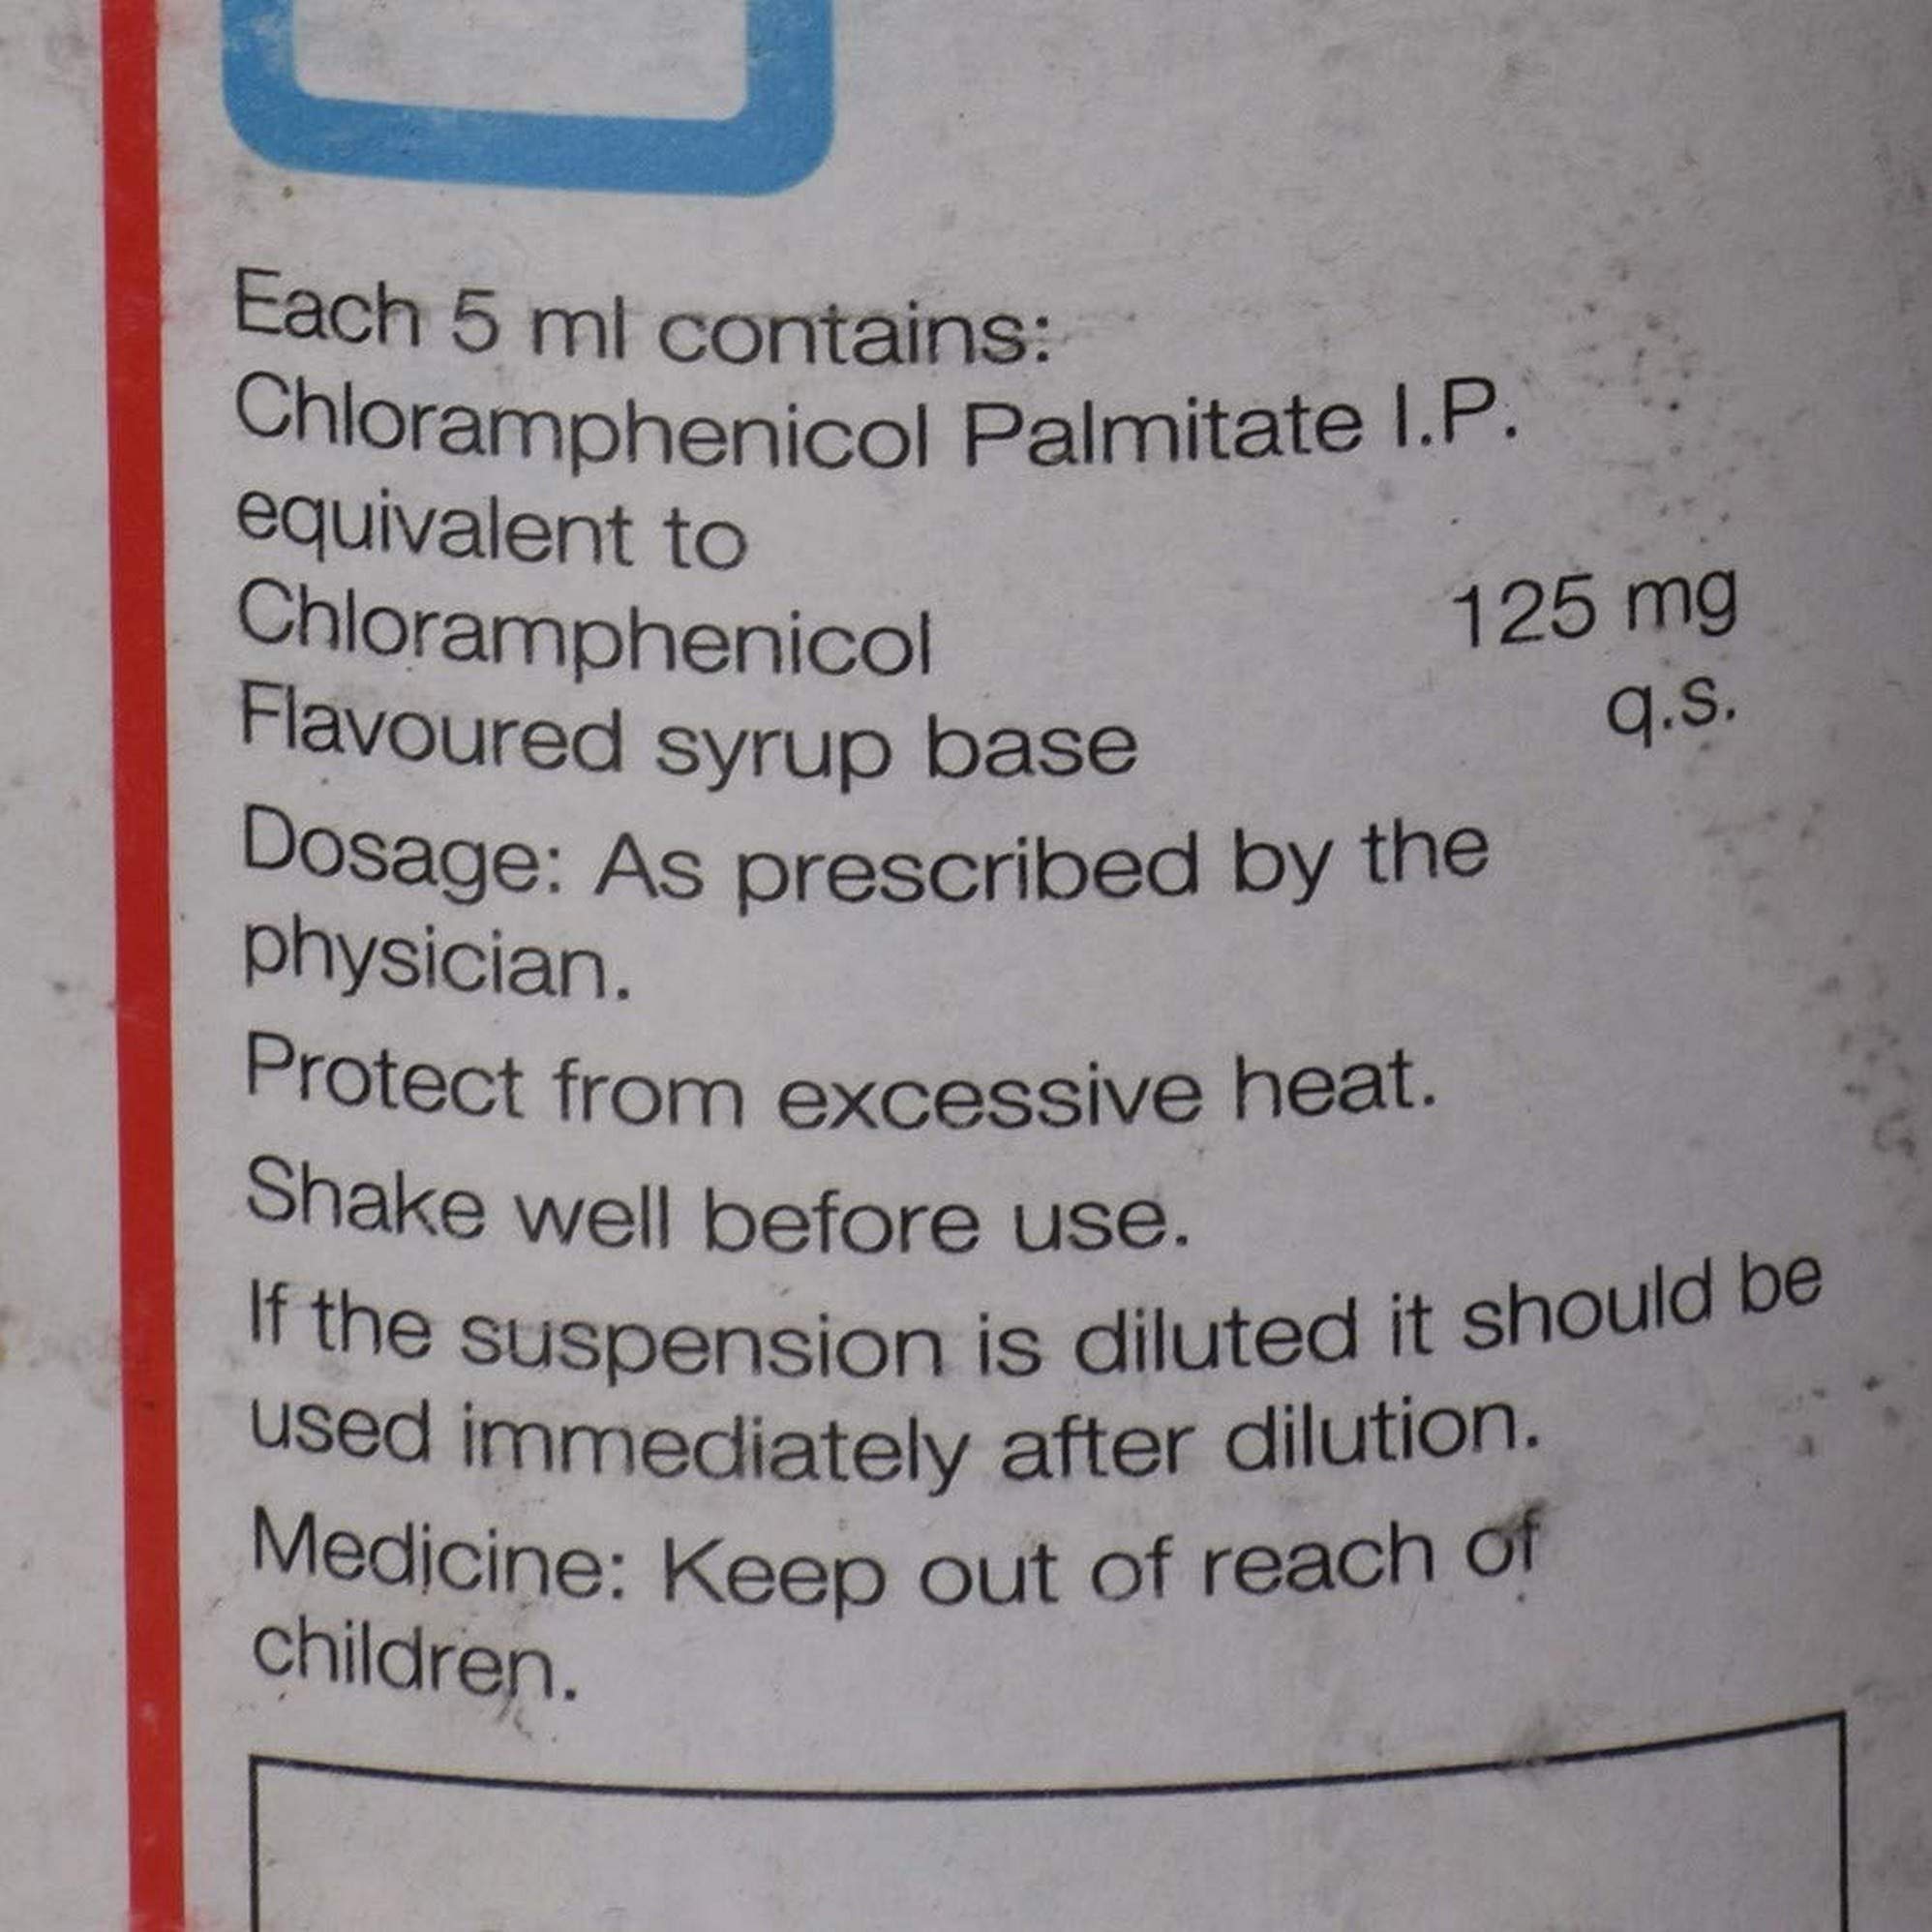 Each 5 ml contains:
Chloramphenicol Palmitate I.P.
equivalent to
Chloramphenicol 125 mg
Flavoured syrup base q.s.
Dosage: As prescribed by the
physician.
Protect from excessive heat.
Shake well before use.
If the suspension is diluted it should be
used immediately after dilution.
Medicine: Keep out of reach of
children.